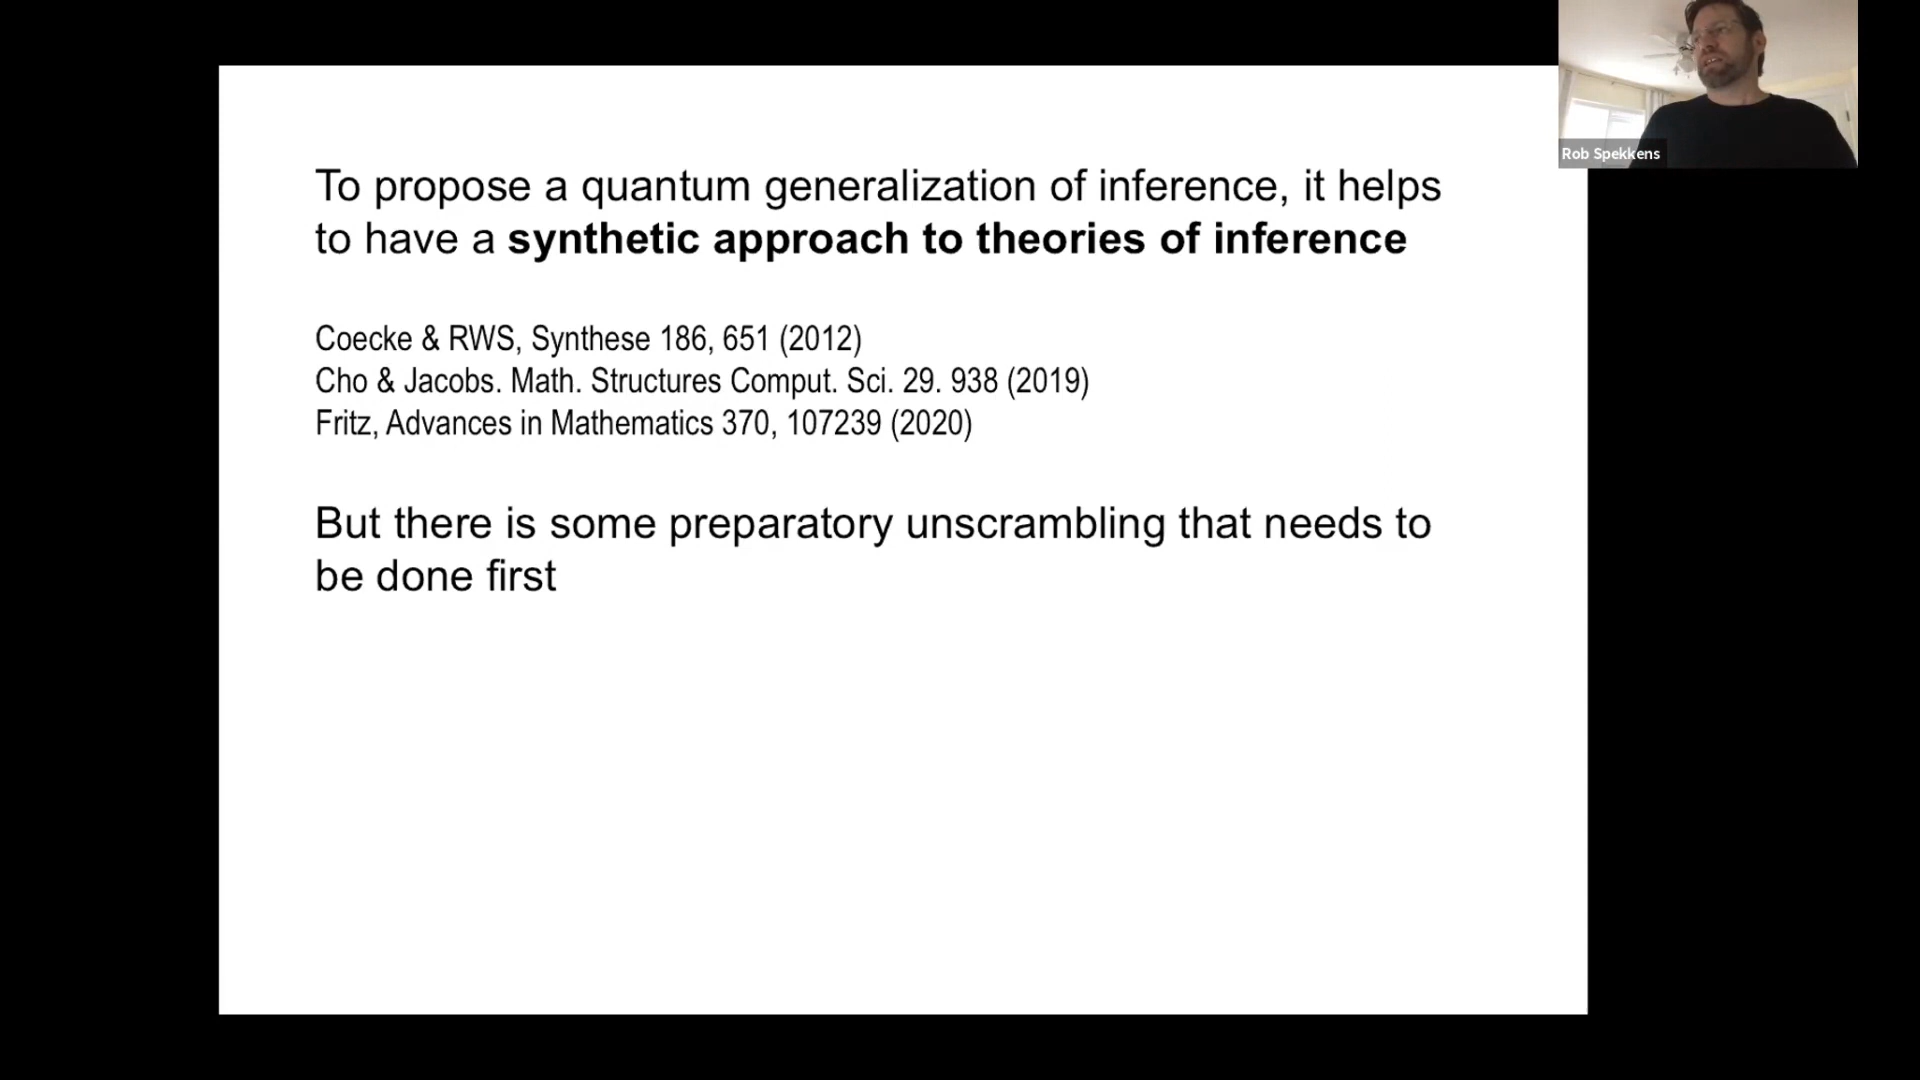 To propose a quantum generalization of inference, it helps
to have a synthetic approach to theories of inference
Coecke & RWS, Synthese 186, 651 (2012)
Cho & Jacobs. Math. Structures Comput. Sci. 29. 938 (2019)
Fritz, Advances in Mathematics 370, 107239 (2020)
But there is some preparatory unscrambling that needs to
be done first
Rob Spekkens